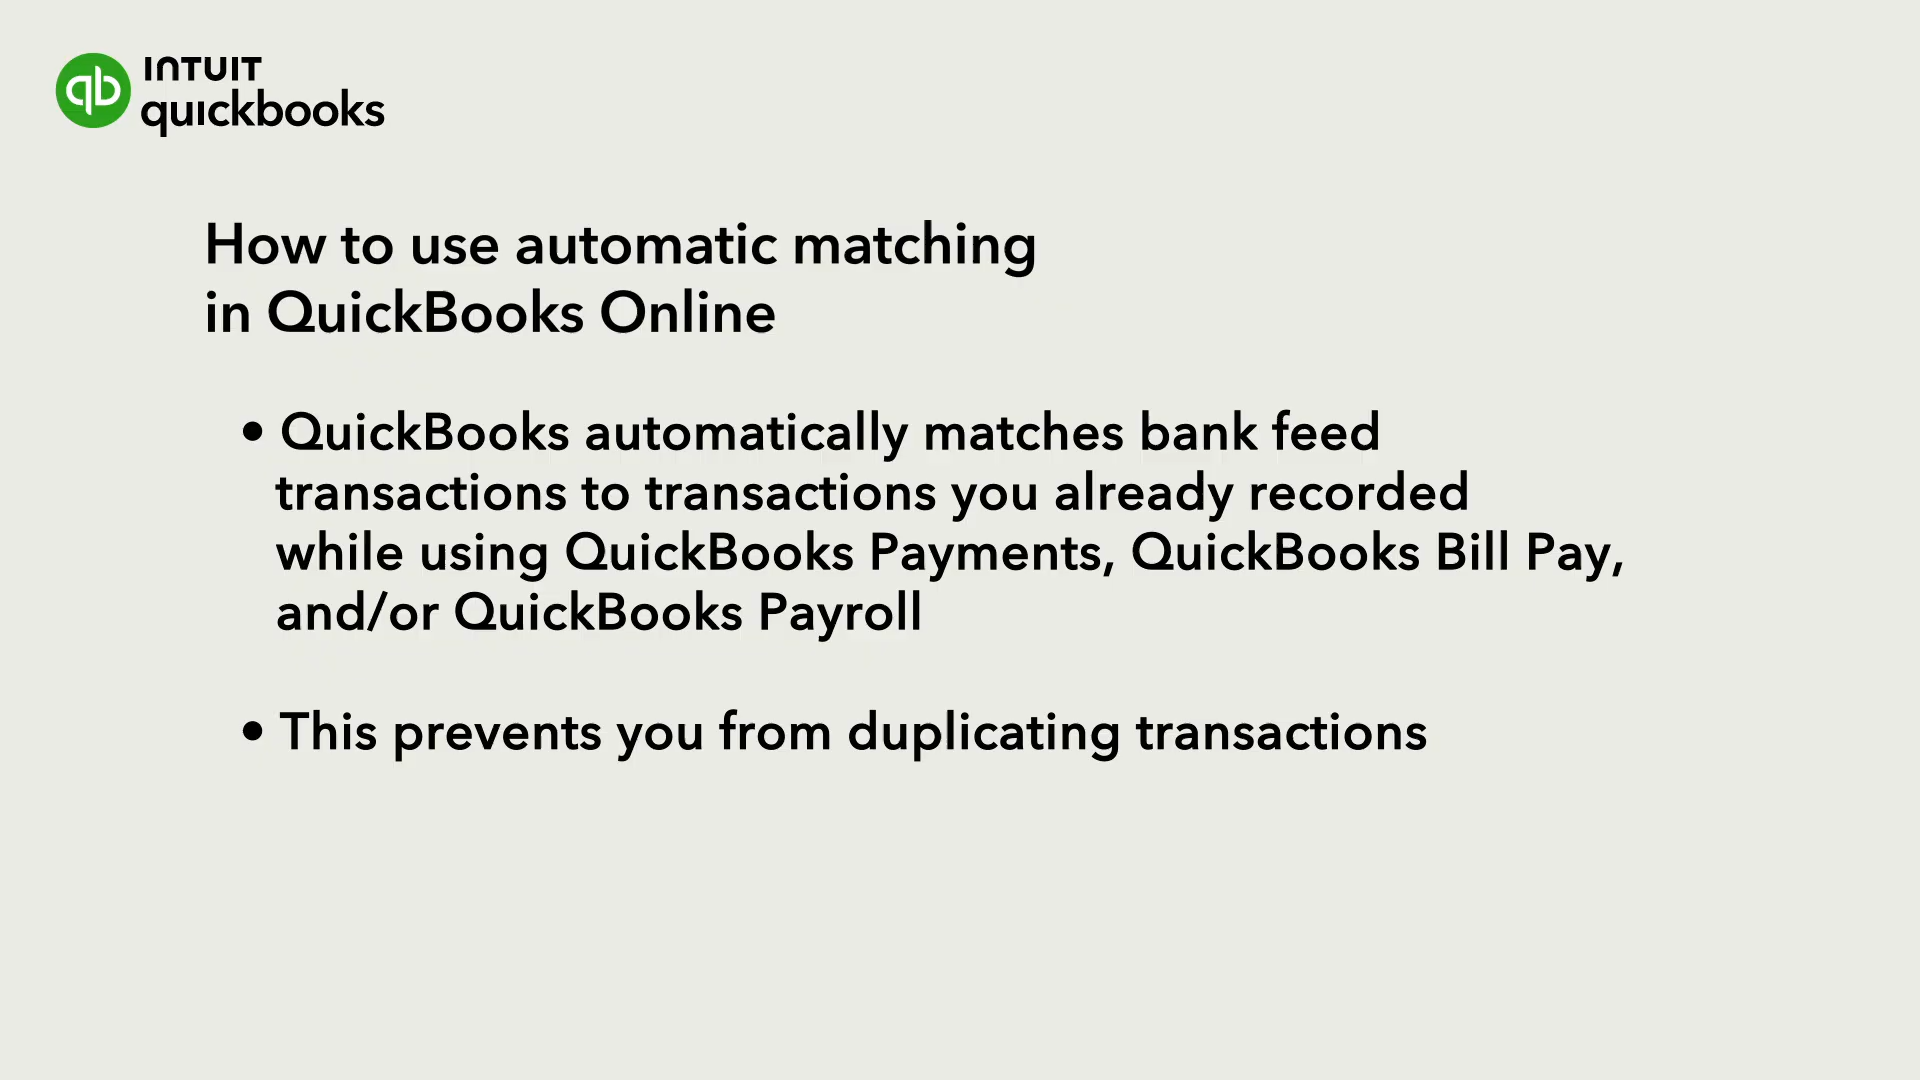 INTUIT
quickbooks
How to use automatic matching
in QuickBooks Online
• QuickBooks automatically matches bank feed
transactions to transactions you already recorded
while using QuickBooks Payments, QuickBooks Bill Pay,
and/or QuickBooks Payroll
• This prevents you from duplicating transactions